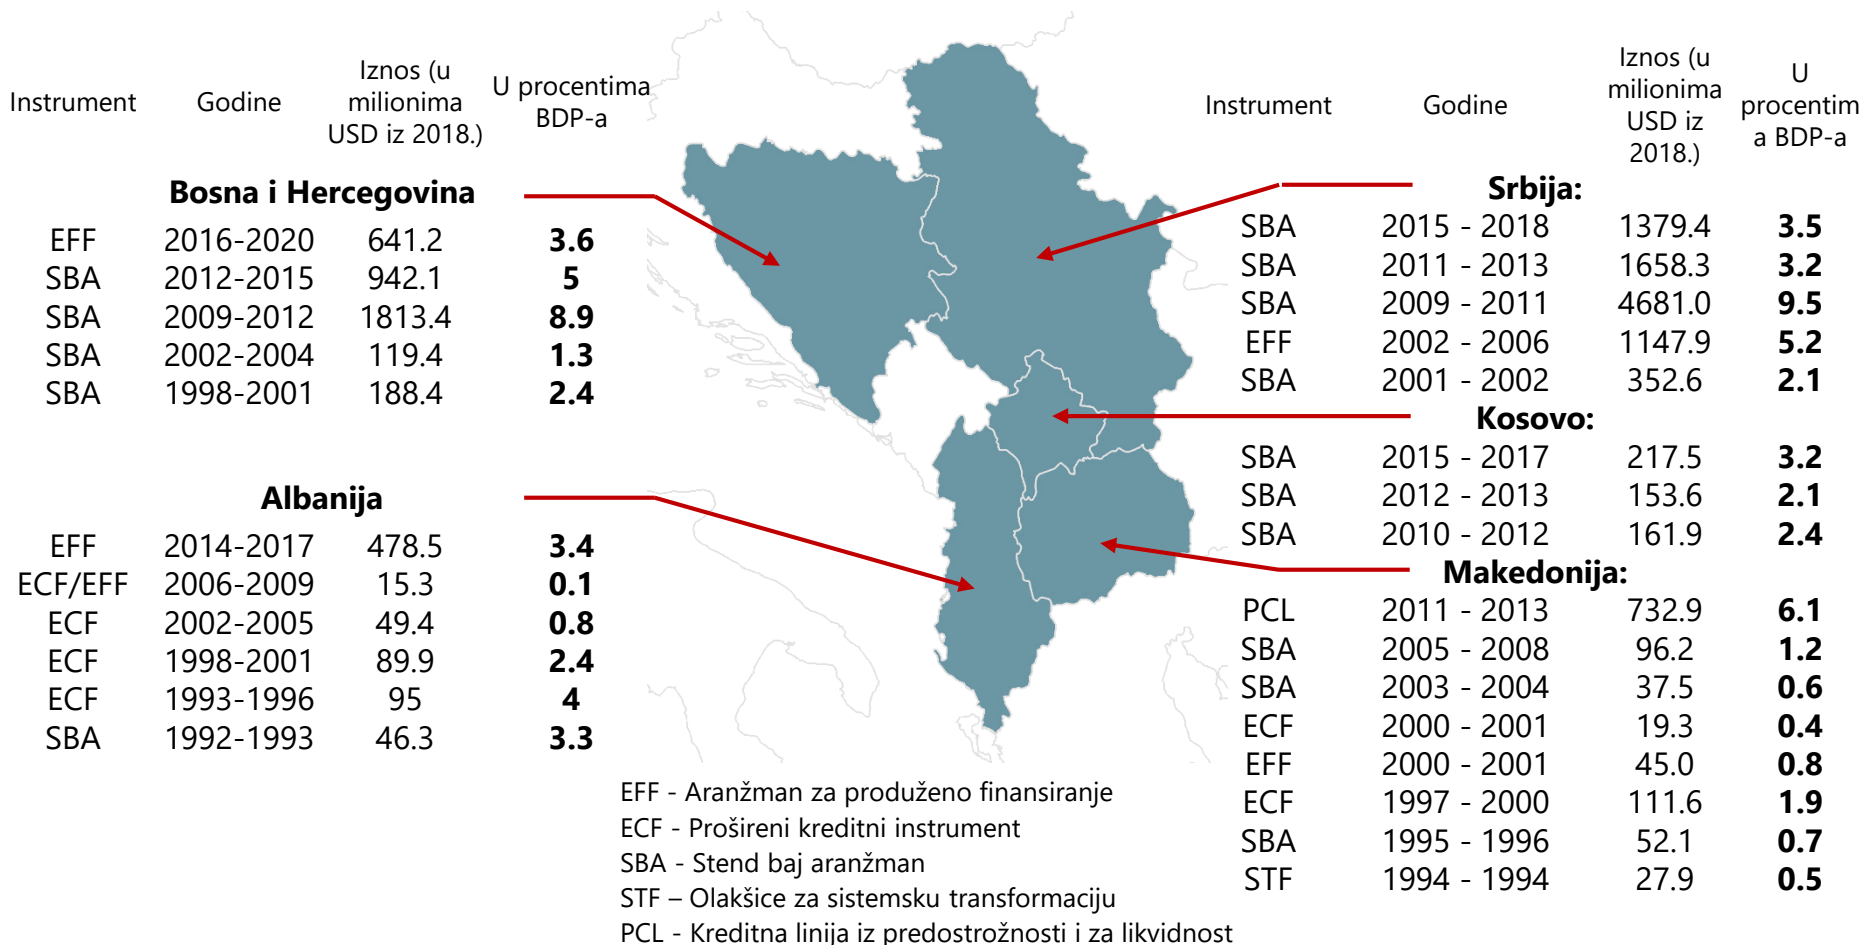 Instrument Godine Iznos (u milionima USD iz 2018.) U procentima BDP-a
Bosna i Hercegovina
EFF 2016-2020 641.2 3.6
SBA 2012-2015 942.1 5
SBA 2009-2012 1813.4 8.9
SBA 2002-2004 119.4 1.3
SBA 1998-2001 188.4 2.4
Albanija
EFF 2014-2017 478.5 3.4
ECF/EFF 2006-2009 15.3 0.1
ECF 2002-2005 49.4 0.8
ECF 1998-2001 89.9 2.4
ECF 1993-1996 95 4
SBA 1992-1993 46.3 3.3
Instrument Godine Iznos (u milionima USD iz 2018.) U procentim a BDP-a
Srbija:
SBA 2015 - 2018 1379.4 3.5
SBA 2011 - 2013 1658.3 3.2
SBA 2009 - 2011 4681.0 9.5
EFF 2002 - 2006 1147.9 5.2
SBA 2001 - 2002 352.6 2.1
Kosovo:
SBA 2015 - 2017 217.5 3.2
SBA 2012 - 2013 153.6 2.1
SBA 2010 - 2012 161.9 2.4
Makedonija:
PCL 2011 - 2013 732.9 6.1
SBA 2005 - 2008 96.2 1.2
SBA 2003 - 2004 37.5 0.6
ECF 2000 - 2001 19.3 0.4
EFF 2000 - 2001 45.0 0.8
ECF 1997 - 2000 111.6 1.9
SBA 1995 - 1996 52.1 0.7
STF 1994 - 1994 27.9 0.5
EFF - Aranžman za produženo finansiranje
ECF - Prošireni kreditni instrument
SBA - Stend baj aranžman
STF – Olakšice za sistemsku transformaciju
PCL - Kreditna linija iz predostrožnosti i za likvidnost